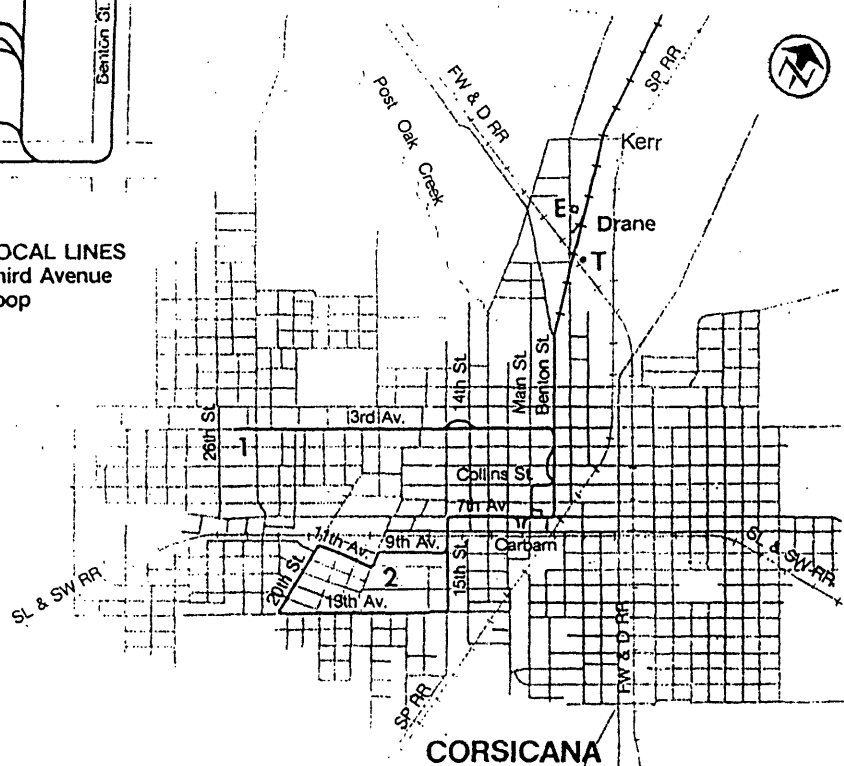 Benton St.
N
FW & D RR
SP RR
Post Oak Creek
Kerr
E
Drane
T
OCAL LINES
hird Avenue
oop
14th St.
Main St.
Benton St.
26th St.
3rd Av.
1
Collins St.
7th Av.
11th Av.
9th Av.
Carbarn
SL & SW RR
20th St.
2
15th St.
13th Av.
SL & SW RR
FW & D RR
SP RR
CORSICANA